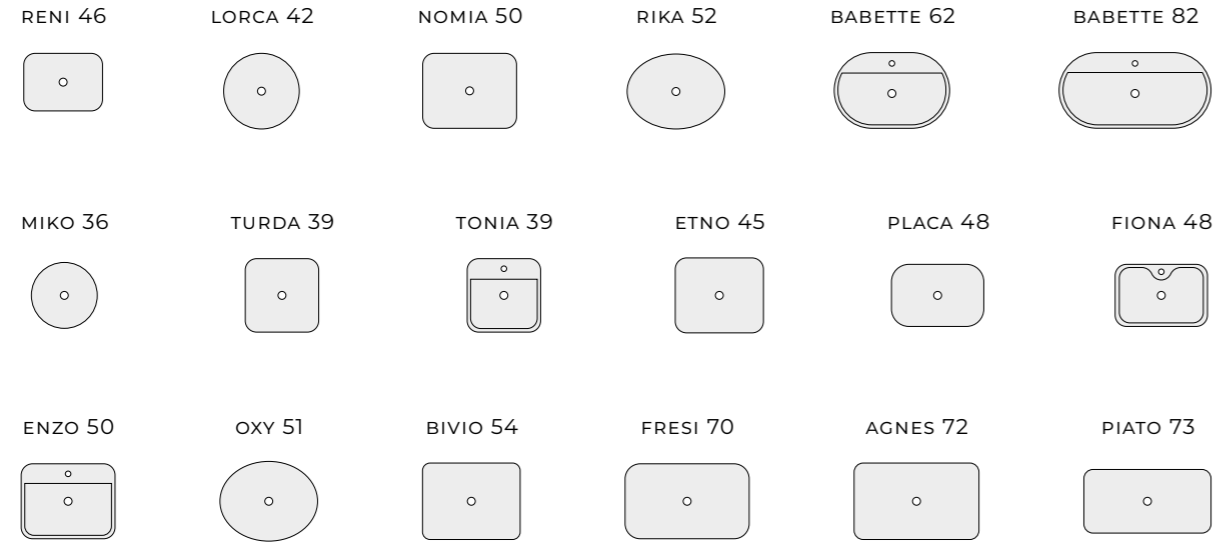 RENI 46
LORCA 42
NOMIA 50
RIKA 52
BABETTE 62
BABETTE 82
MIKO 36
TURDA 39
TONIA 39
ETNO 45
PLACA 48
FIONA 48
ENZO 50
OXY 51
BIVIO 54
FRESI 70
AGNES 72
PIATO 73